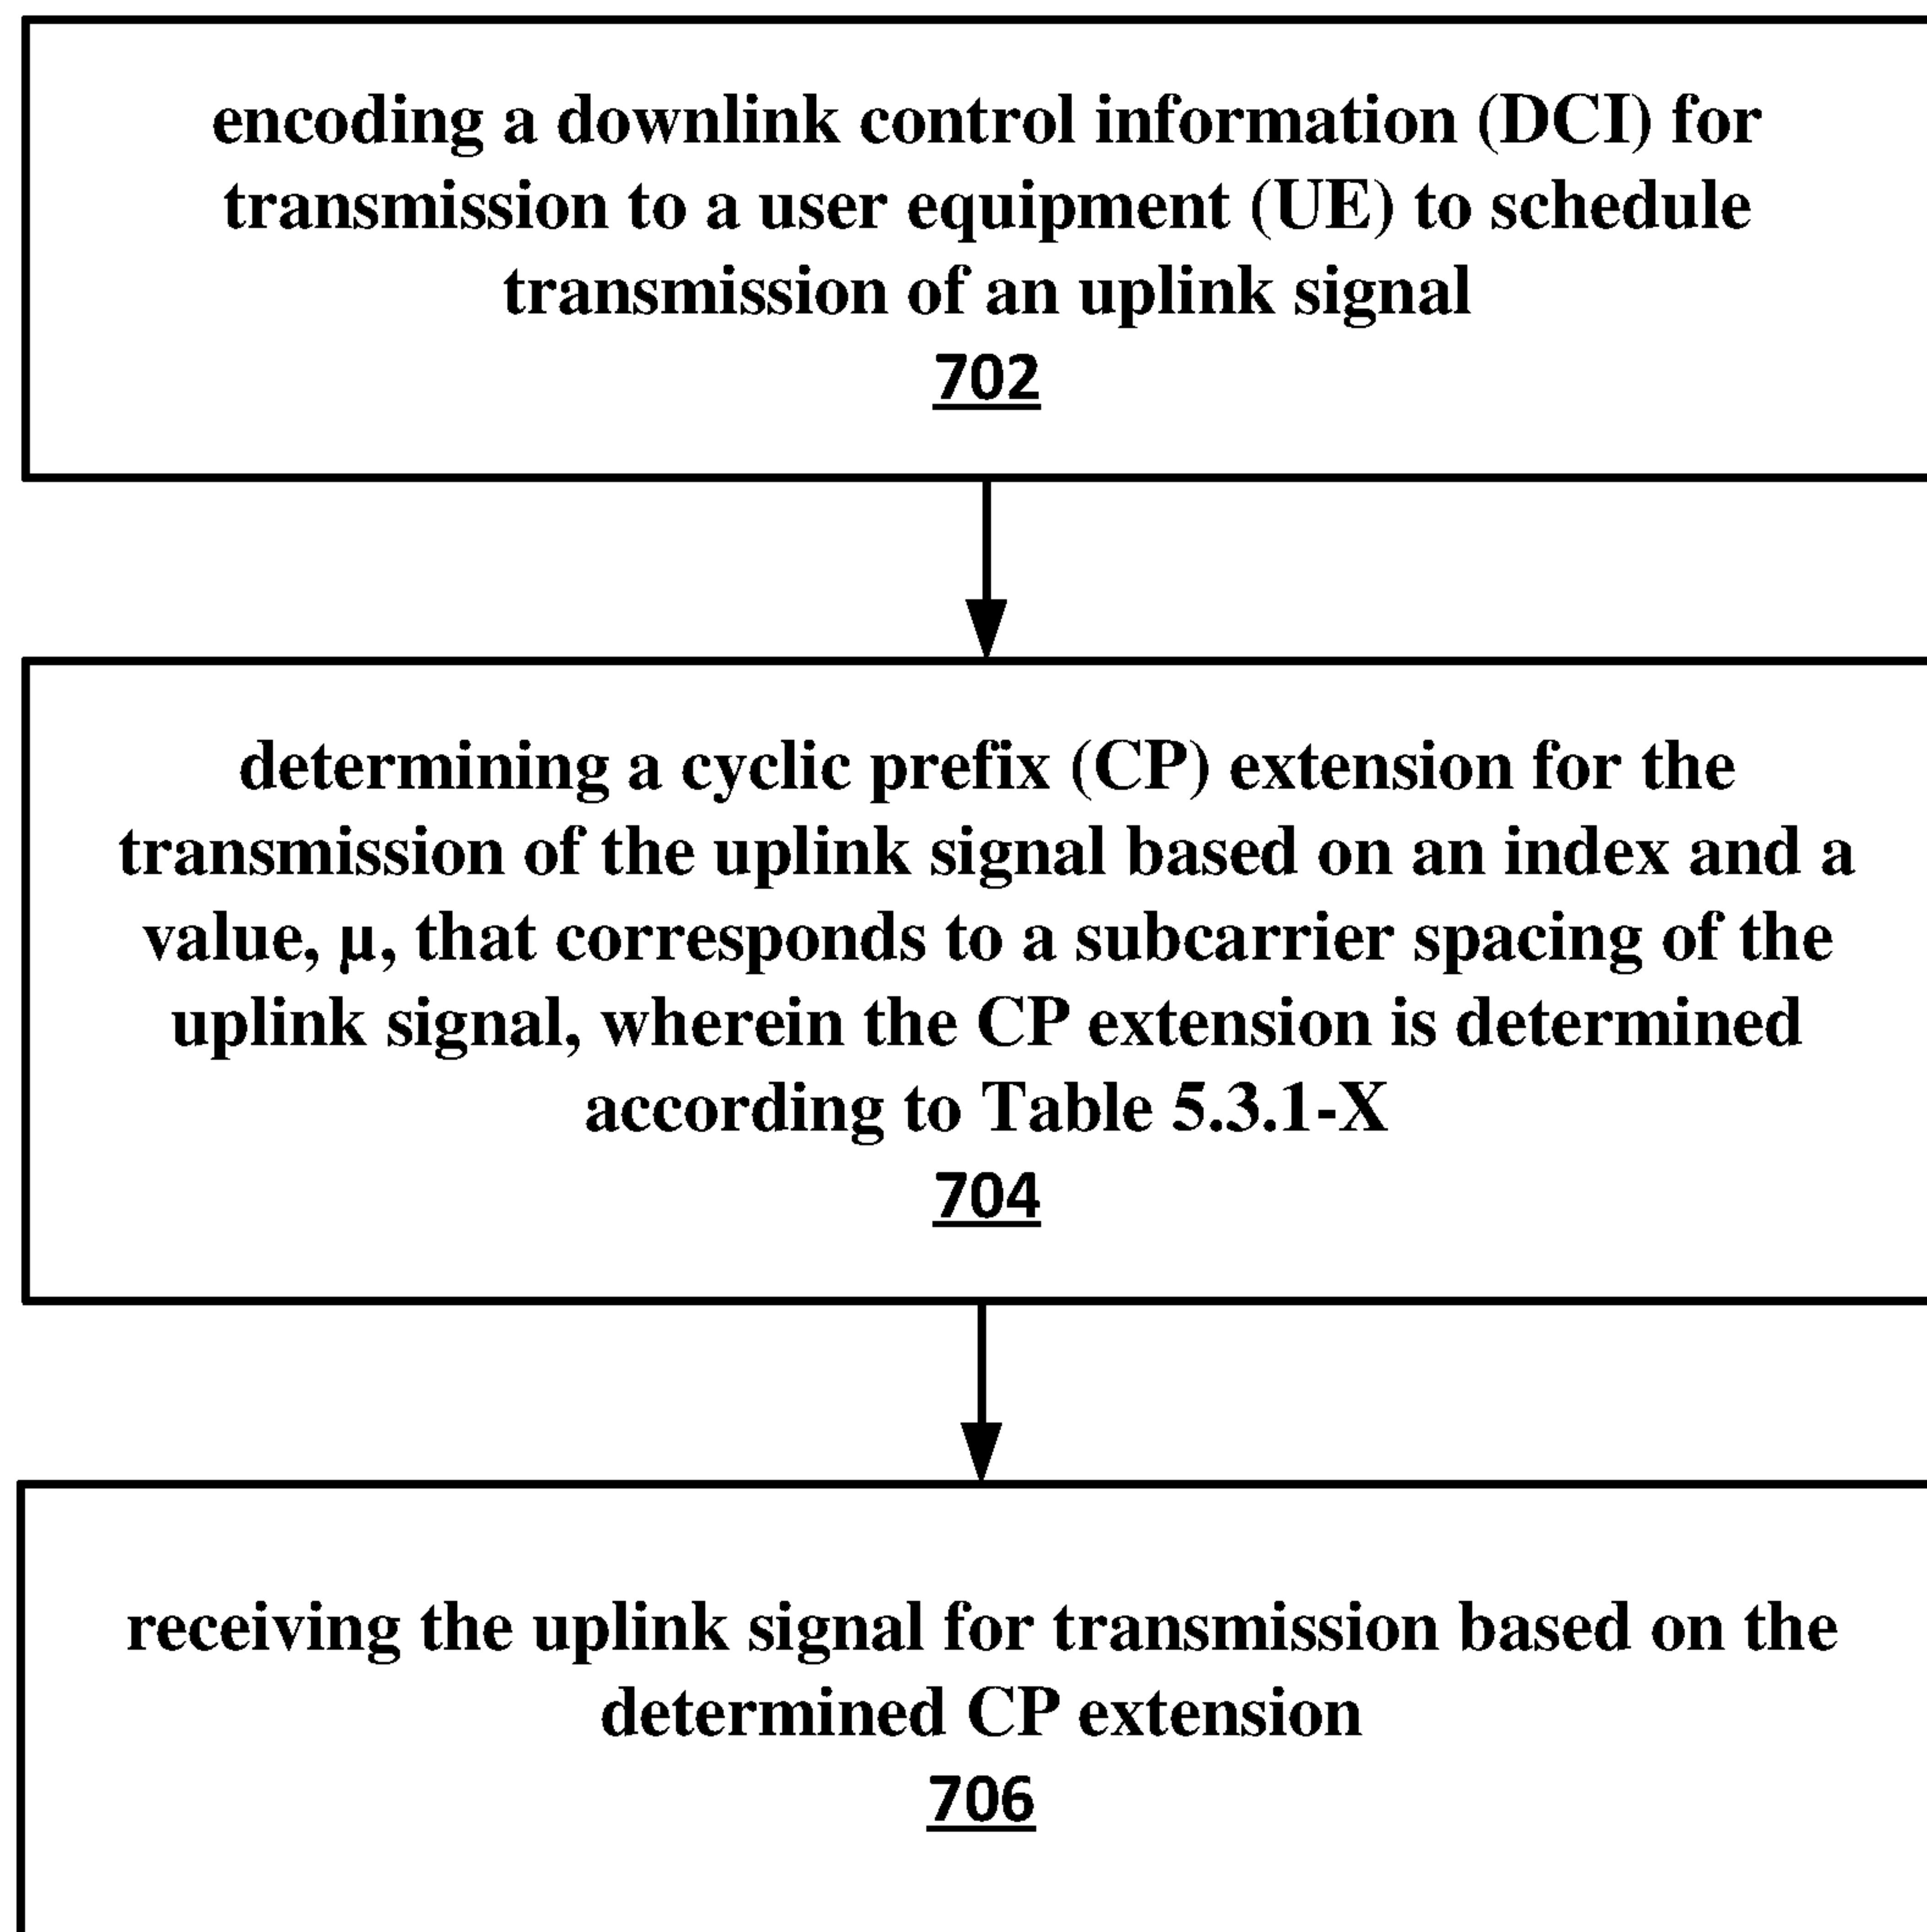 encoding a downlink control information (DCI) for
transmission to a user equipment (UE) to schedule
transmission of an uplink signal
702
determining a cyclic prefix (CP) extension for the
transmission of the uplink signal based on an index and a
value, μ, that corresponds to a subcarrier spacing of the
uplink signal, wherein the CP extension is determined
according to Table 5.3.1-X
704
receiving the uplink signal for transmission based on the
determined CP extension
706